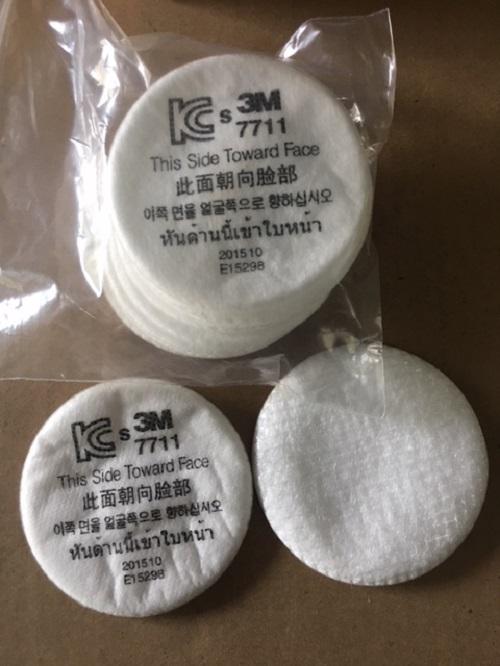 KCs 3M
7711
This Side Toward Face
此面朝向脸部
이쪽 면을 얼굴쪽으로 향하십시오
หันด้านนี้เข้าใบหน้า
201510
E15298
KCs 3M
7711
This Side Toward Face
此面朝向脸部
이쪽 면을 얼굴쪽으로 향하십시오
หันด้านนี้เข้าใบหน้า
201510
E15298